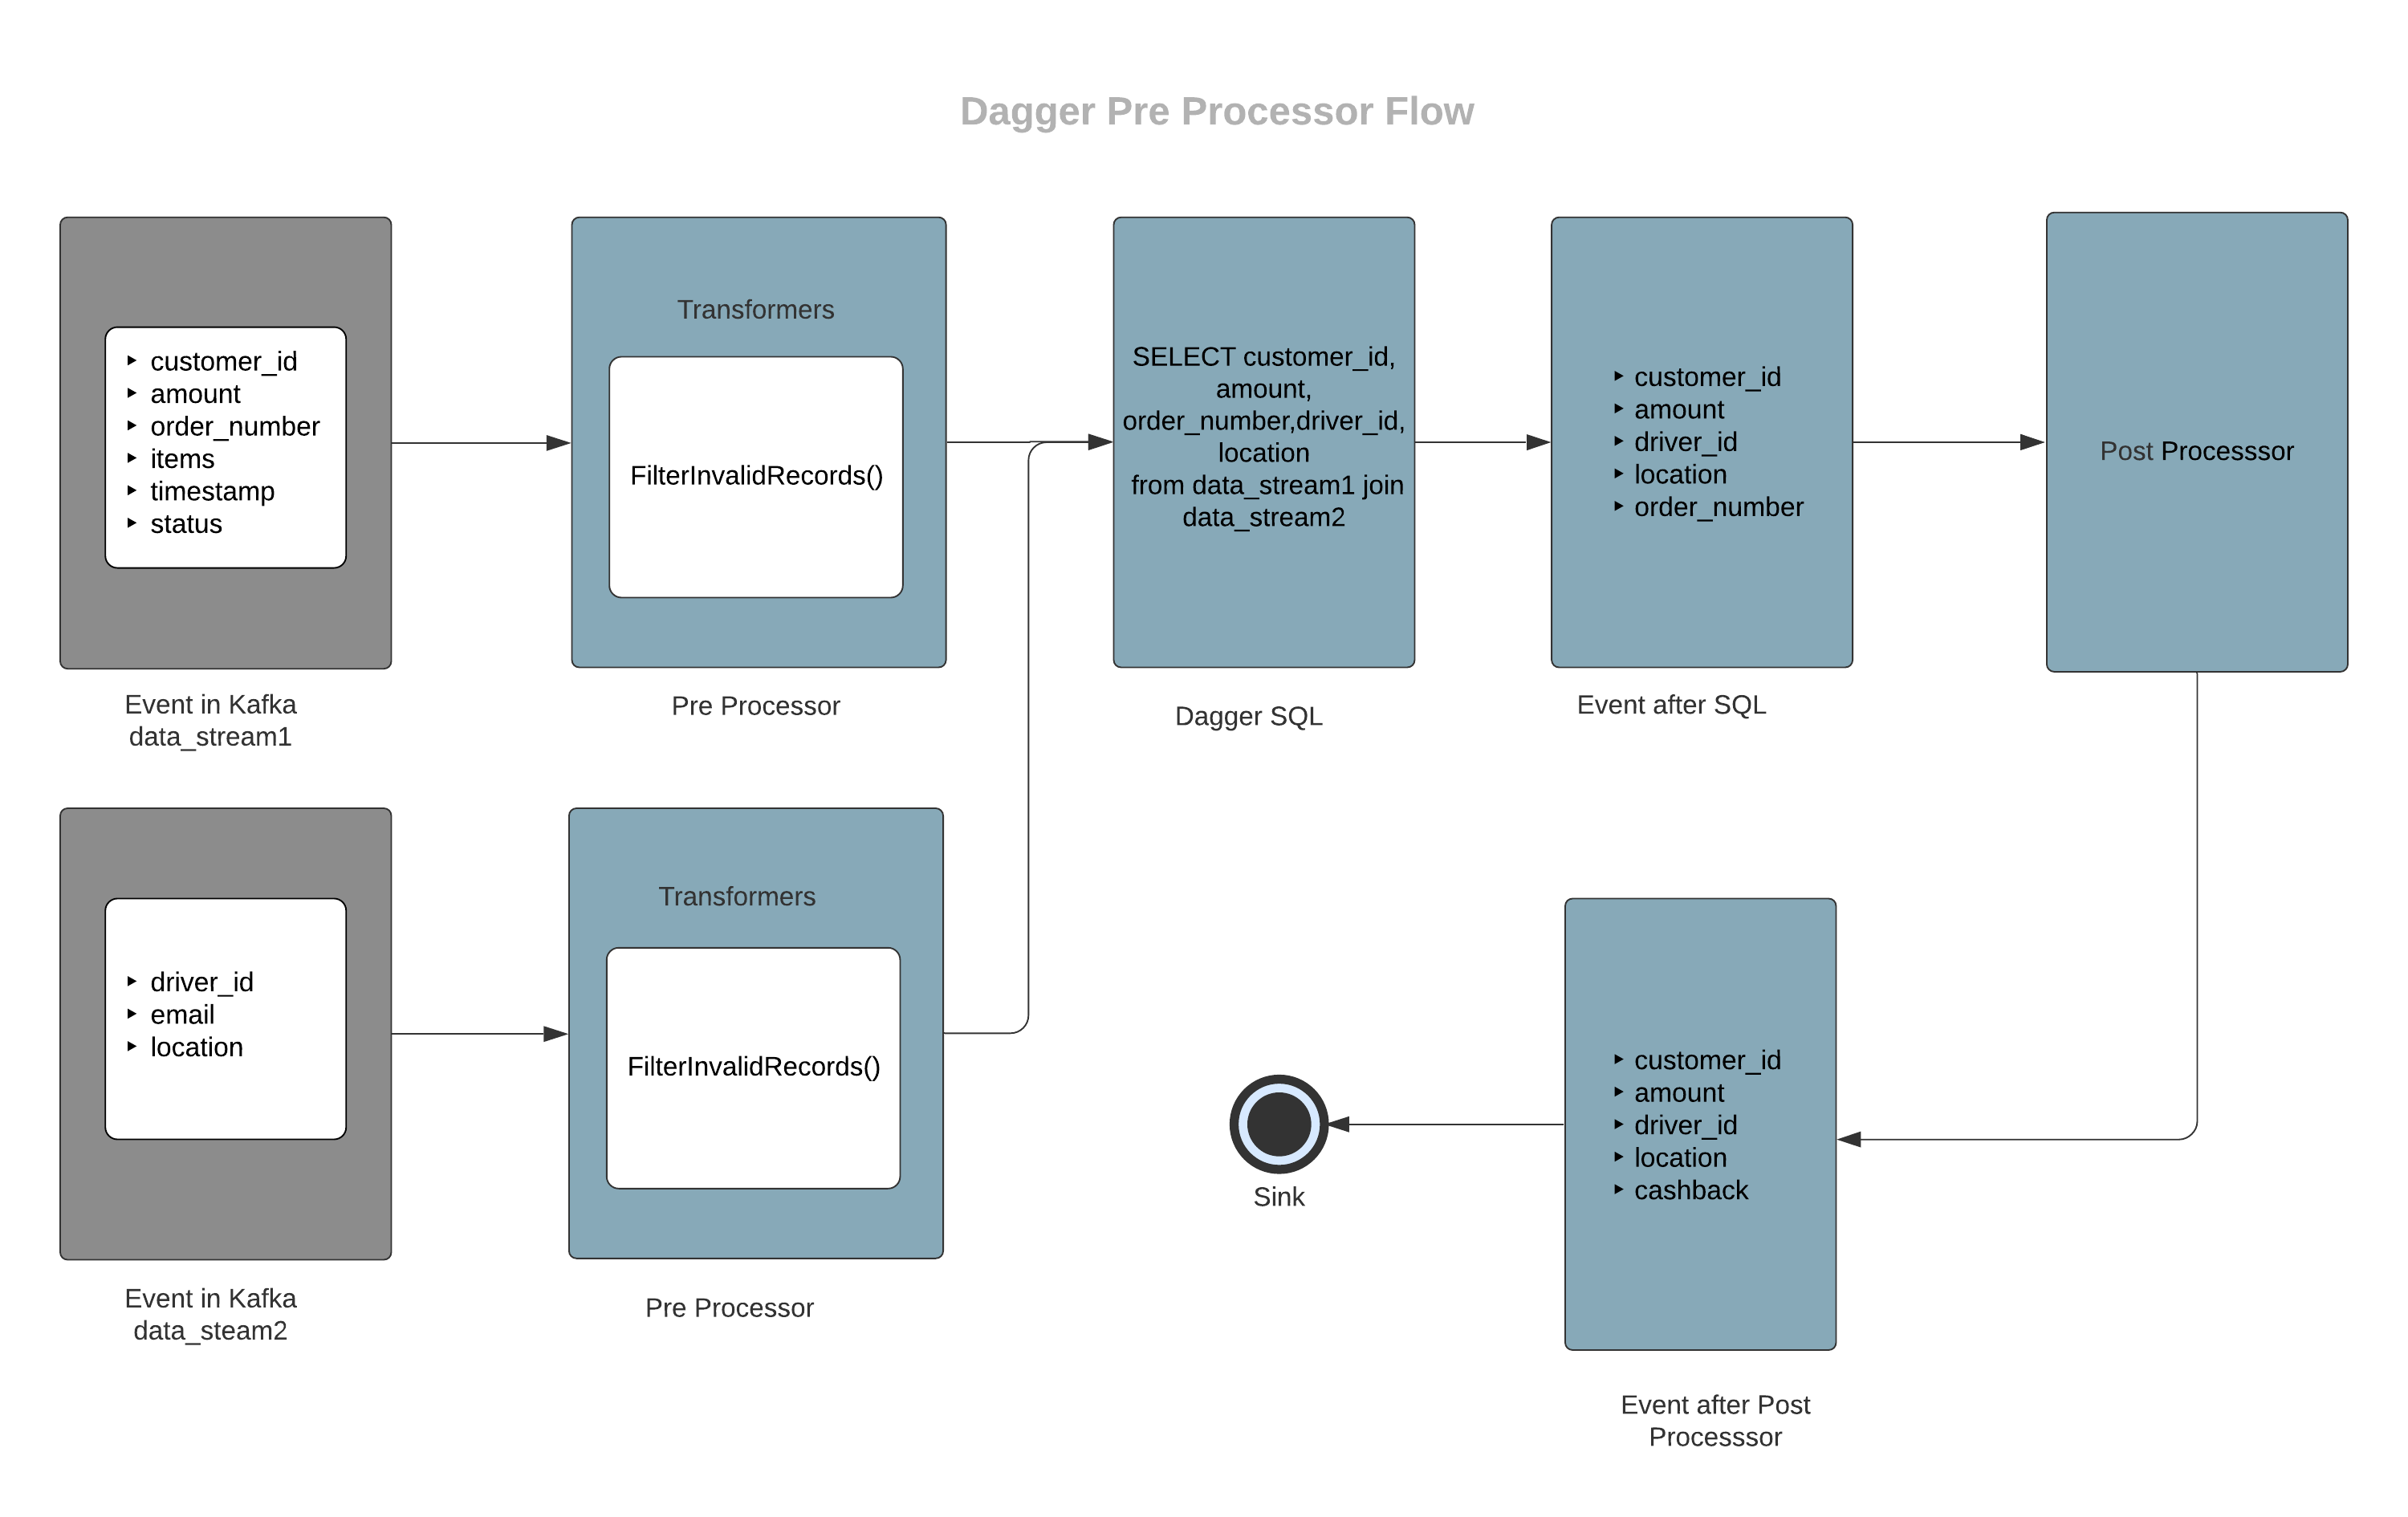 Dagger Pre Processor Flow
customer_id
amount
order_number
items
timestamp
status
Event in Kafka
data_stream1
Transformers
FilterInvalidRecords()
Pre Processor
SELECT customer_id,
amount,
order_number,driver_id,
location
from data_stream1 join
data_stream2
Dagger SQL
customer_id
amount
driver_id
location
order_number
Event after SQL
Post Processsor
driver_id
email
location
Event in Kafka
data_steam2
Transformers
FilterInvalidRecords()
Pre Processor
Sink
customer_id
amount
driver_id
location
cashback
Event after Post
Processsor